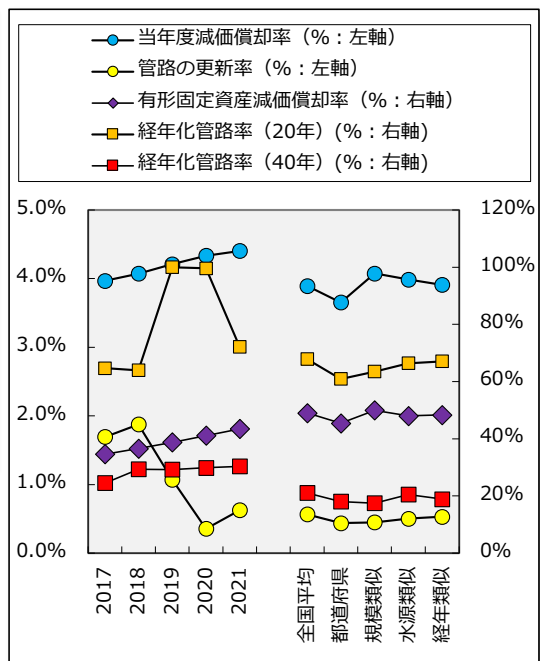 当年度減価償却率（%：左軸）
管路の更新率（%：左軸）
有形固定資産減価償却率（%：右軸）
経年化管路率（20年）(%：右軸)
経年化管路率（40年）(%：右軸)
5.0%
4.0%
3.0%
2.0%
1.0%
0.0%
120%
100%
80%
60%
40%
20%
0%
2017
2018
2019
2020
2021
全国平均
都道府県
規模類似
水源類似
経年類似